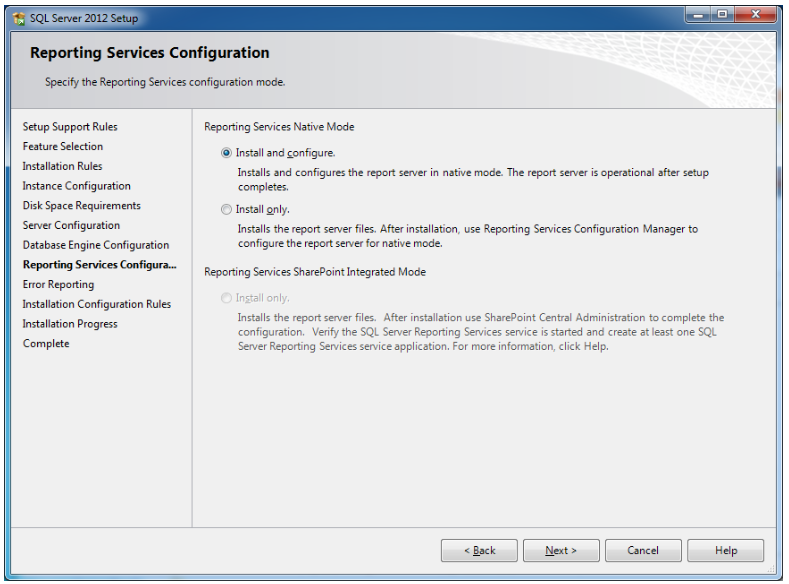 SQL Server 2012 Setup
Reporting Services Configuration
Specify the Reporting Services configuration mode.
Setup Support Rules
Feature Selection
Installation Rules
Instance Configuration
Disk Space Requirements
Server Configuration
Database Engine Configuration
Reporting Services Configura...
Error Reporting
Installation Configuration Rules
Installation Progress
Complete
Reporting Services Native Mode
Install and configure.
Installs and configures the report server in native mode. The report server is operational after setup
completes.
Install only.
Installs the report server files. After installation, use Reporting Services Configuration Manager to
configure the report server for native mode.
Reporting Services SharePoint Integrated Mode
Install only.
Installs the report server files. After installation use SharePoint Central Administration to complete the
configuration. Verify the SQL Server Reporting Services service is started and create at least one SQL
Server Reporting Services service application. For more information, click Help.
< Back
Next >
Cancel
Help